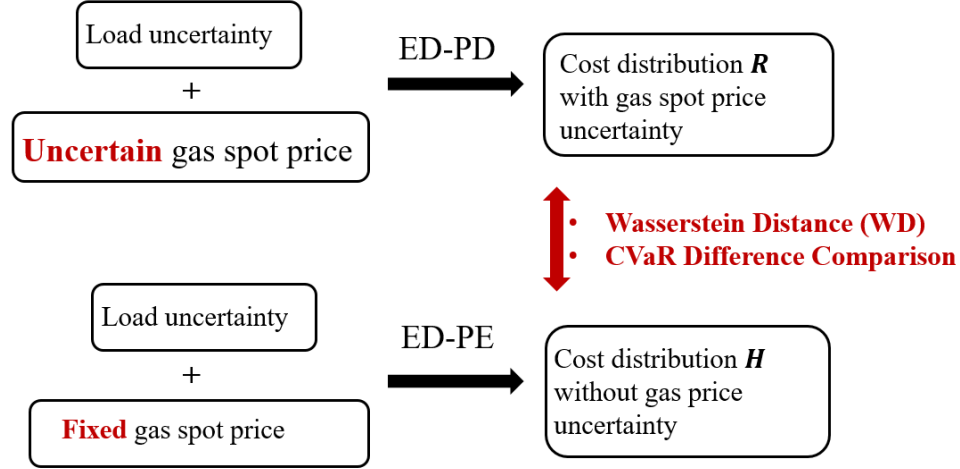 Load uncertainty
+
Uncertain gas spot price
ED-PD
Cost distribution R
with gas spot price
uncertainty
• Wasserstein Distance (WD)
• CVaR Difference Comparison
Load uncertainty
+
Fixed gas spot price
ED-PE
Cost distribution H
without gas price
uncertainty